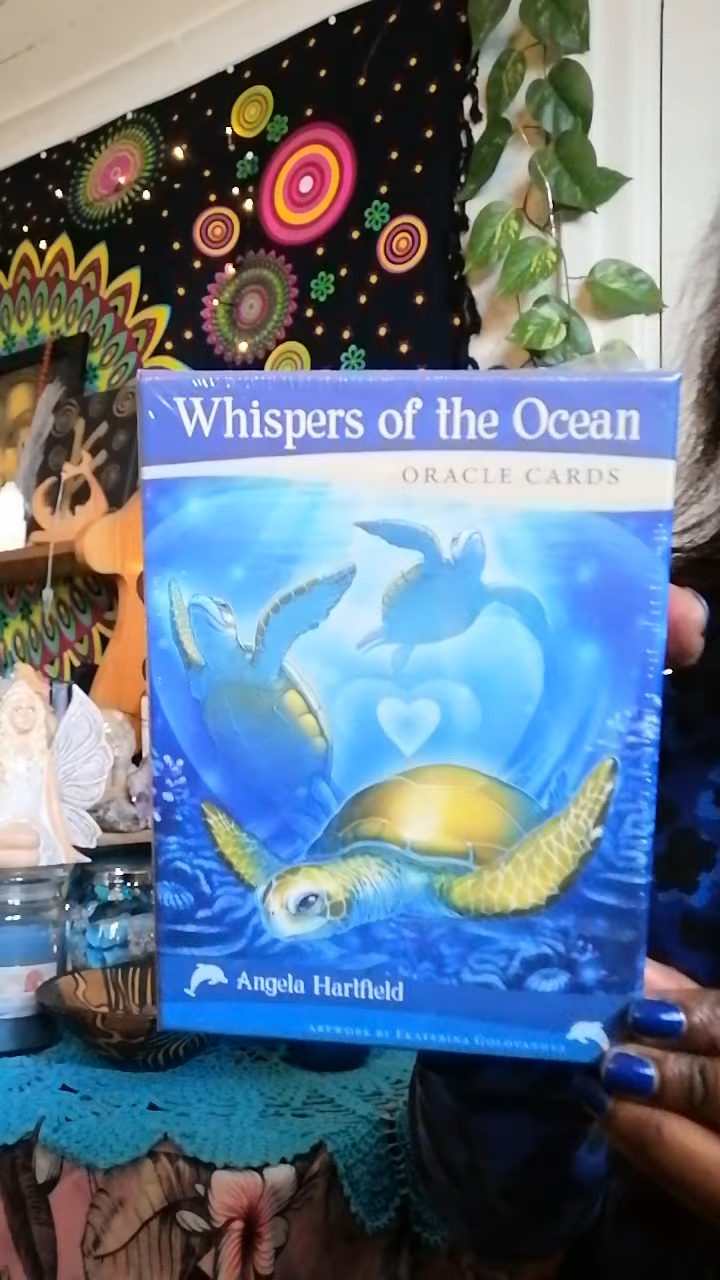 Whispers of the Ocean
ORACLE CARDS
Angela Hartfield
ARTWORK BY EKATERINA GOLOVANOVA